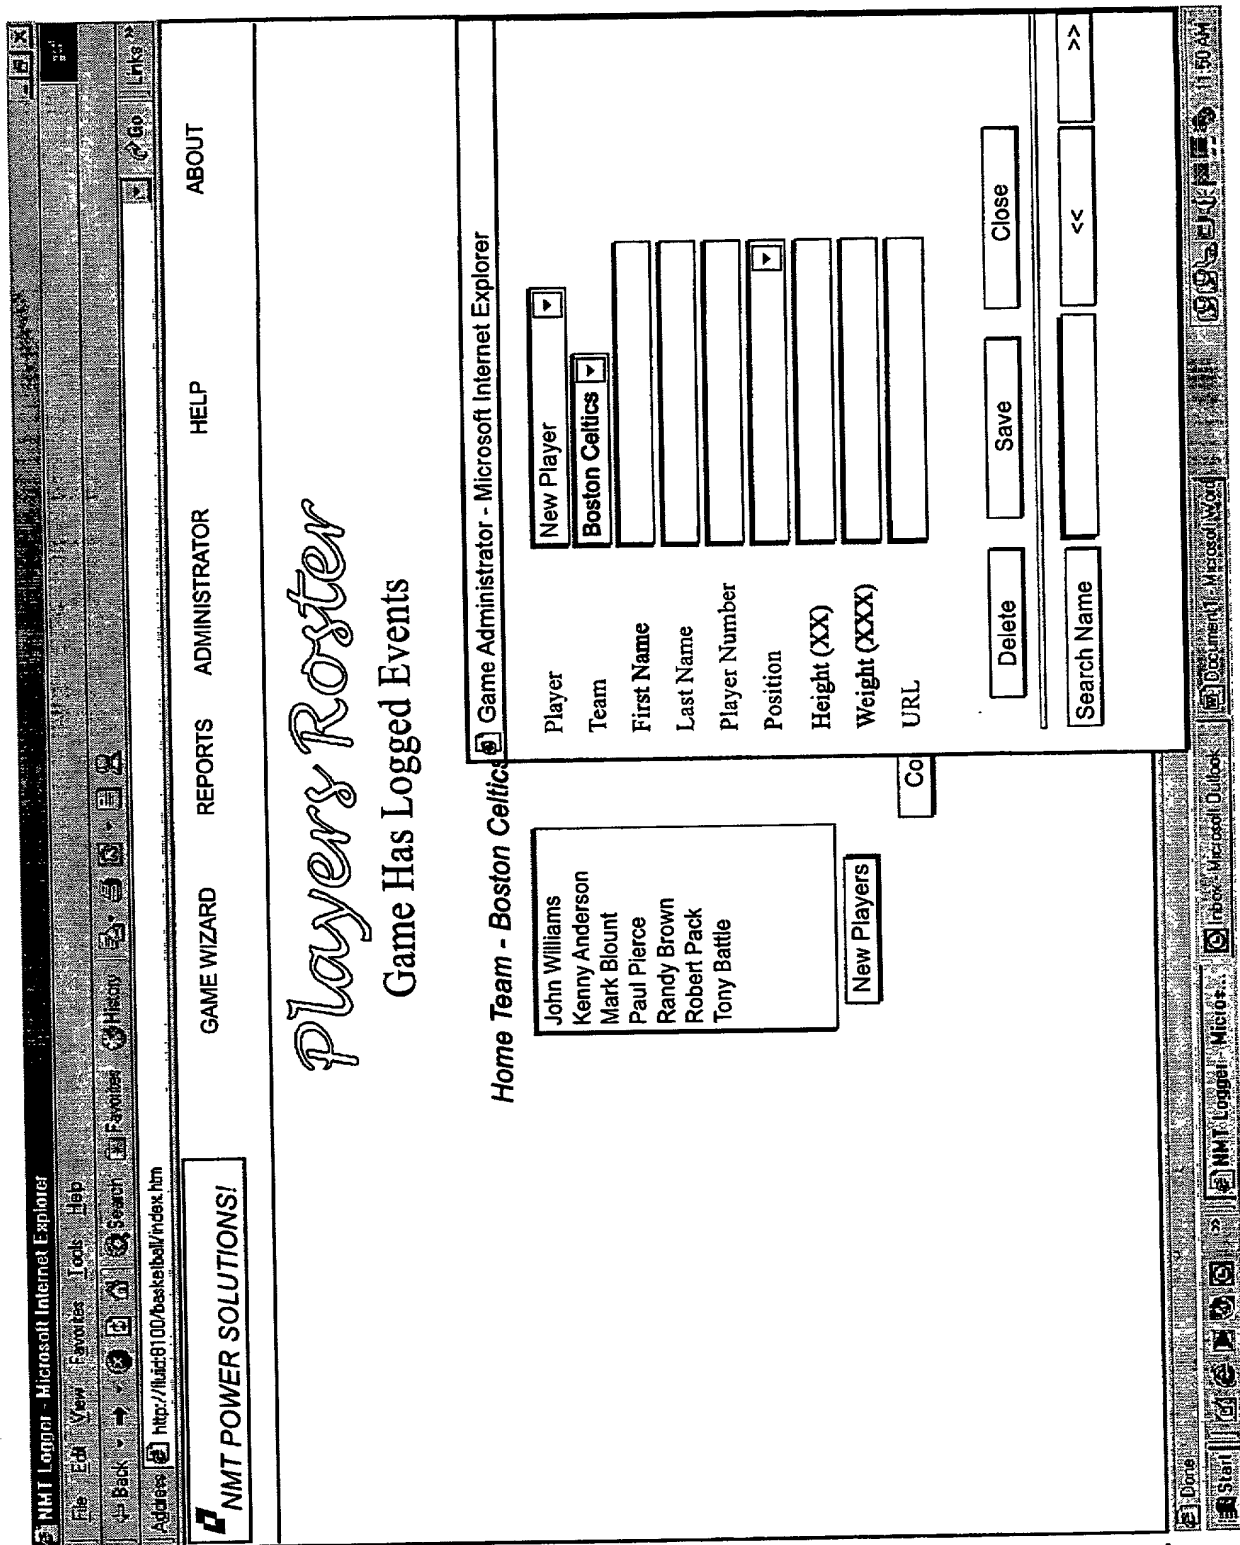 NMT Logger - Microsoft Internet Explorer
File Edit View Favorites Tools Help
Back Search Favorites History
Address http://fluid:8100/basketball/index.htm Go Links »
NMT POWER SOLUTIONS! GAME WIZARD REPORTS ADMINISTRATOR HELP ABOUT
Players Roster
Game Has Logged Events
Home Team - Boston Celtics
John Williams
Kenny Anderson
Mark Blount
Paul Pierce
Randy Brown
Robert Pack
Tony Battle
New Players
Co
Game Administrator - Microsoft Internet Explorer
Player New Player
Team Boston Celtics
First Name
Last Name
Player Number
Position
Height (XX)
Weight (XXX)
URL
Delete Save Close
Search Name << >>
Done
Start » NMT Logger - Micros... Inbox - Microsoft Outlook Document1 - Microsoft Word 11:50 AM